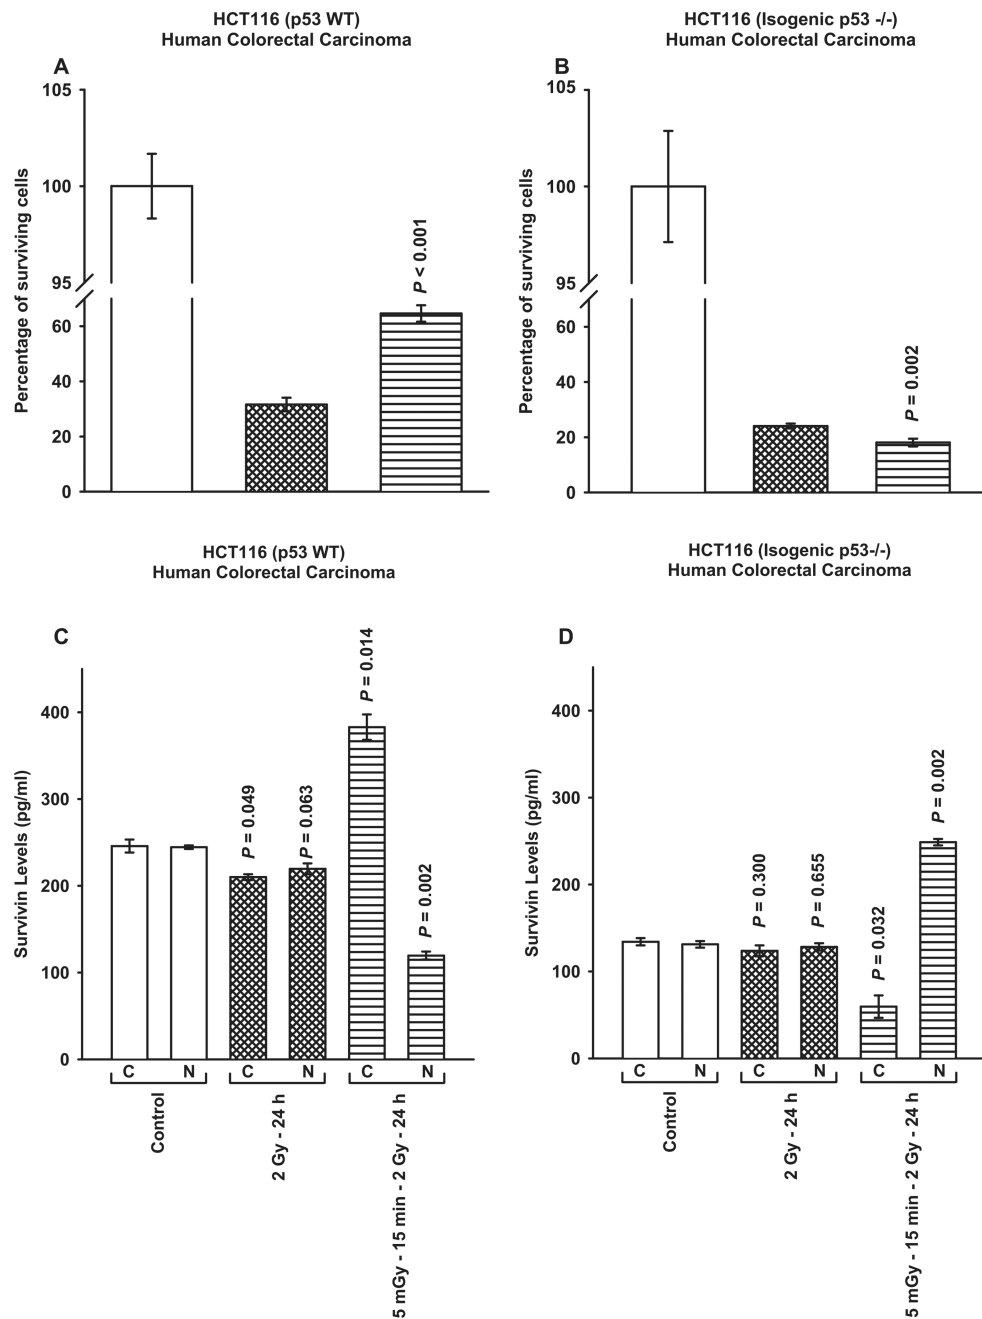 HCT116 (p53 WT)
Human Colorectal Carcinoma
HCT116 (Isogenic p53 -/-)
Human Colorectal Carcinoma
A
105
100
95
60
40
20
0
Percentage of surviving cells
P < 0.001
B
105
100
95
60
40
20
0
Percentage of surviving cells
P = 0.002
HCT116 (p53 WT)
Human Colorectal Carcinoma
HCT116 (Isogenic p53-/-)
Human Colorectal Carcinoma
C
400
300
200
100
0
Survivin Levels (pg/ml)
P = 0.049
P = 0.063
P = 0.014
P = 0.002
C N C N C N
Control
2 Gy - 24 h
5 mGy - 15 min - 2 Gy - 24 h
D
400
300
200
100
0
Survivin Levels (pg/ml)
P = 0.300
P = 0.655
P = 0.032
P = 0.002
C N C N C N
Control
2 Gy - 24 h
5 mGy - 15 min - 2 Gy - 24 h